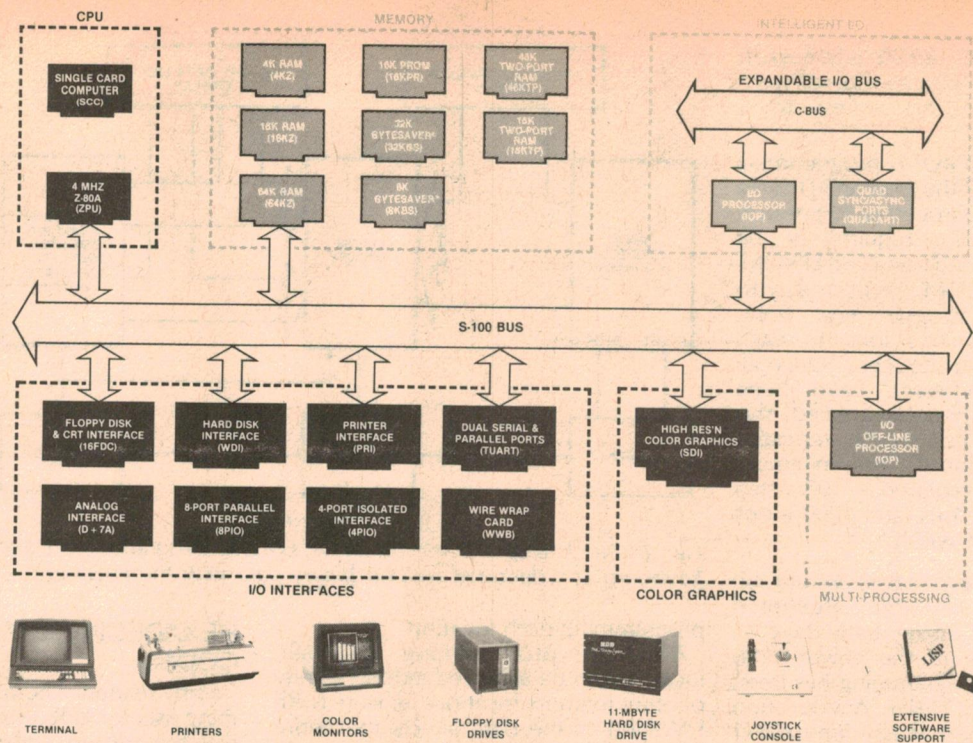 CPU
MEMORY
INTELLIGENT I/O
SINGLE CARD
COMPUTER
(SCC)
4 MHZ
Z-80A
(ZPU)
4K RAM
(4KZ)
16K RAM
(16KZ)
64K RAM
(64KZ)
16K PROM
(16KPR)
32K
BYTESAVER*
(32KBS)
8K
BYTESAVER*
(8KBS)
48K
TWO-PORT
RAM
(48KTP)
16K
TWO-PORT
RAM
(16KTP)
EXPANDABLE I/O BUS
C-BUS
I/O
PROCESSOR
(IOP)
QUAD
SYNC/ASYNC
PORTS
(QUADART)
S-100 BUS
FLOPPY DISK
& CRT INTERFACE
(16FDC)
HARD DISK
INTERFACE
(WDI)
PRINTER
INTERFACE
(PRI)
DUAL SERIAL &
PARALLEL PORTS
(TUART)
ANALOG
INTERFACE
(D + 7A)
8-PORT PARALLEL
INTERFACE
(8PIO)
4-PORT ISOLATED
INTERFACE
(4PIO)
WIRE WRAP
CARD
(WWB)
I/O INTERFACES
HIGH RES'N
COLOR GRAPHICS
(SDI)
COLOR GRAPHICS
I/O
OFF-LINE
PROCESSOR
(IOP)
MULTI-PROCESSING
LISP
TERMINAL
PRINTERS
COLOR
MONITORS
FLOPPY DISK
DRIVES
11-MBYTE
HARD DISK
DRIVE
JOYSTICK
CONSOLE
EXTENSIVE
SOFTWARE
SUPPORT